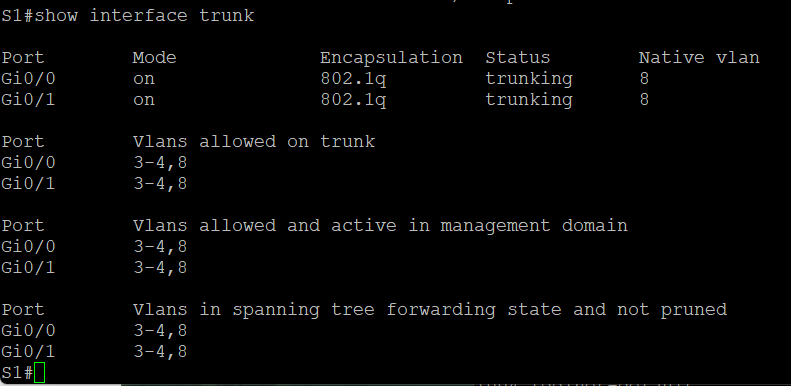 S1#show interface trunk
Port Mode Encapsulation Status Native vlan
Gi0/0 on 802.1q trunking 8
Gi0/1 on 802.1q trunking 8
Port Vlans allowed on trunk
Gi0/0 3-4,8
Gi0/1 3-4,8
Port Vlans allowed and active in management domain
Gi0/0 3-4,8
Gi0/1 3-4,8
Port Vlans in spanning tree forwarding state and not pruned
Gi0/0 3-4,8
Gi0/1 3-4,8
S1#